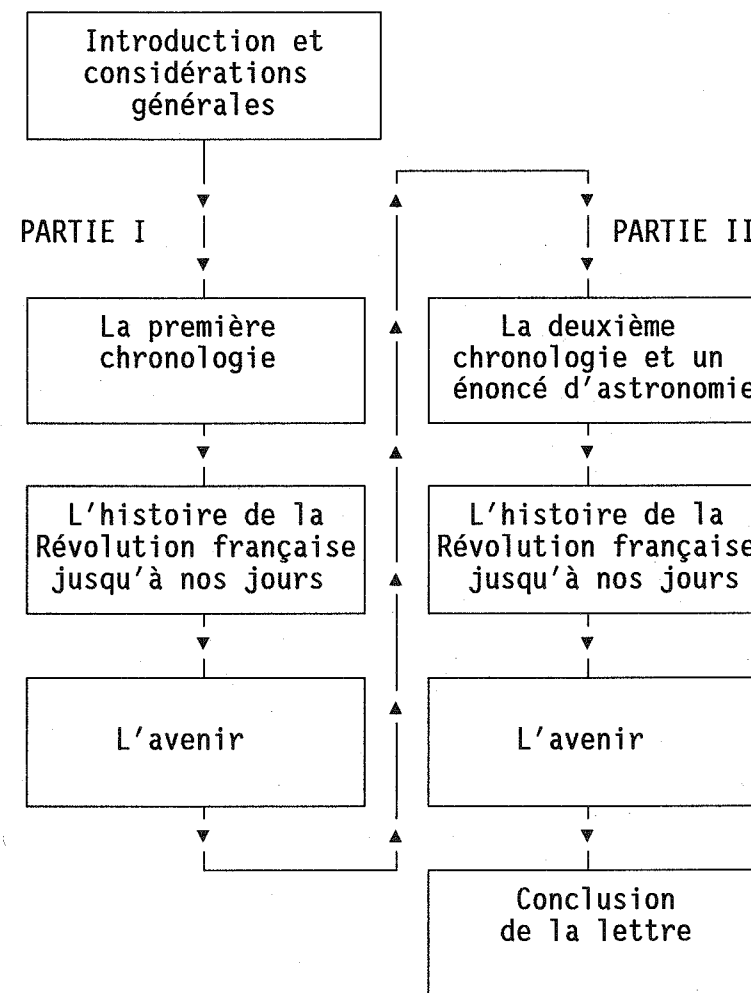 Introduction et
considérations
générales
PARTIE I
La première
chronologie
L'histoire de la
Révolution française
jusqu'à nos jours
L'avenir
PARTIE II
La deuxième
chronologie et un
énoncé d'astronomie
L'histoire de la
Révolution française
jusqu'à nos jours
L'avenir
Conclusion
de la lettre